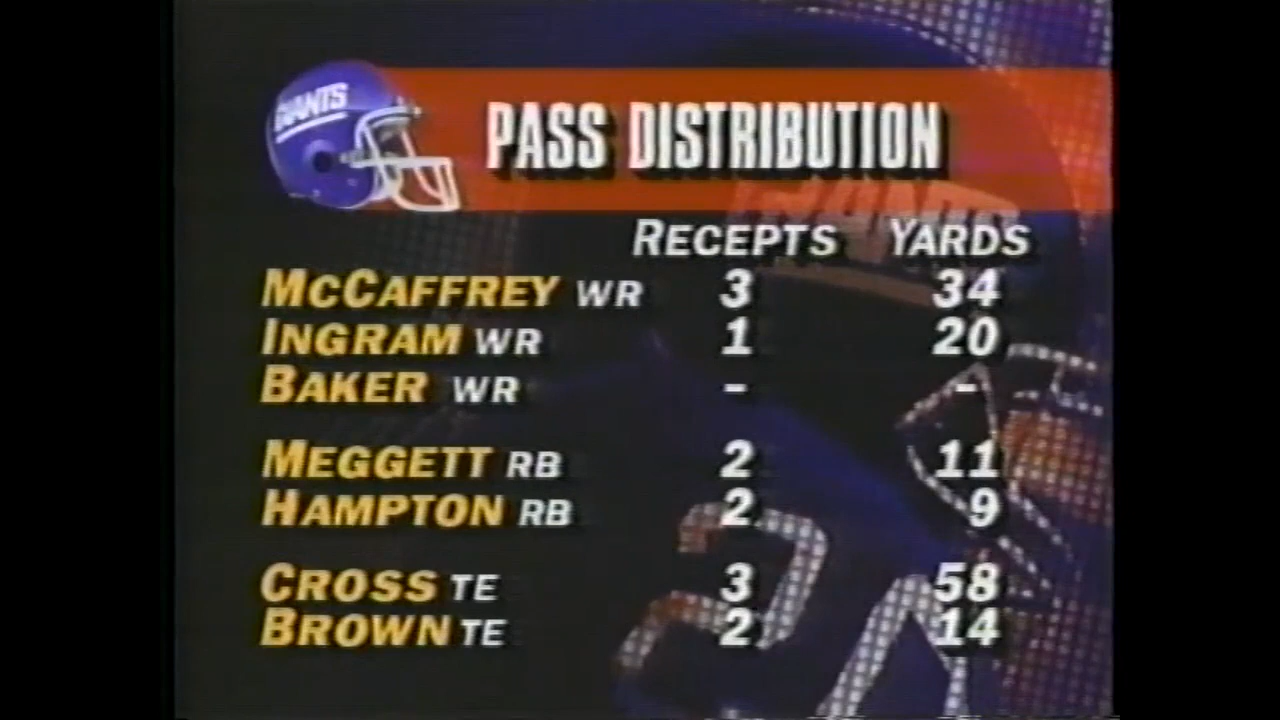 GIANTS
PASS DISTRIBUTION
RECEPTS YARDS
MCCAFFREY WR 3 34
INGRAM WR 1 20
BAKER WR - -
MEGGETT RB 2 11
HAMPTON RB 2 9
CROSS TE 3 58
BROWN TE 2 14